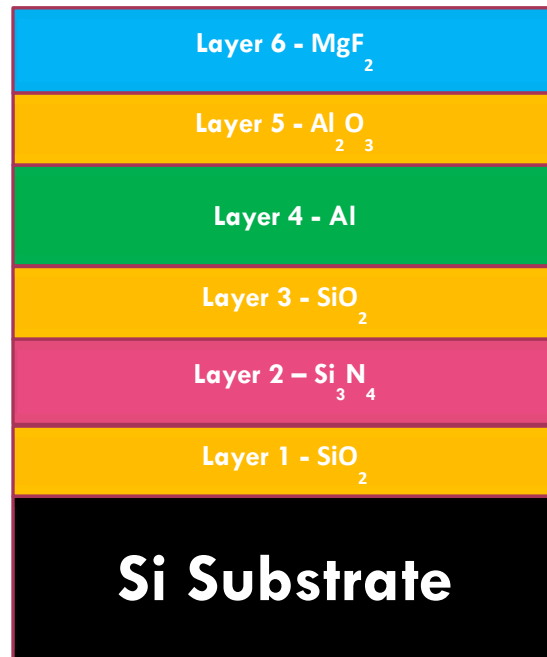 Layer 6 - MgF₂
Layer 5 - Al₂O₃
Layer 4 - Al
Layer 3 - SiO₂
Layer 2 – Si₃N₄
Layer 1 - SiO₂
Si Substrate